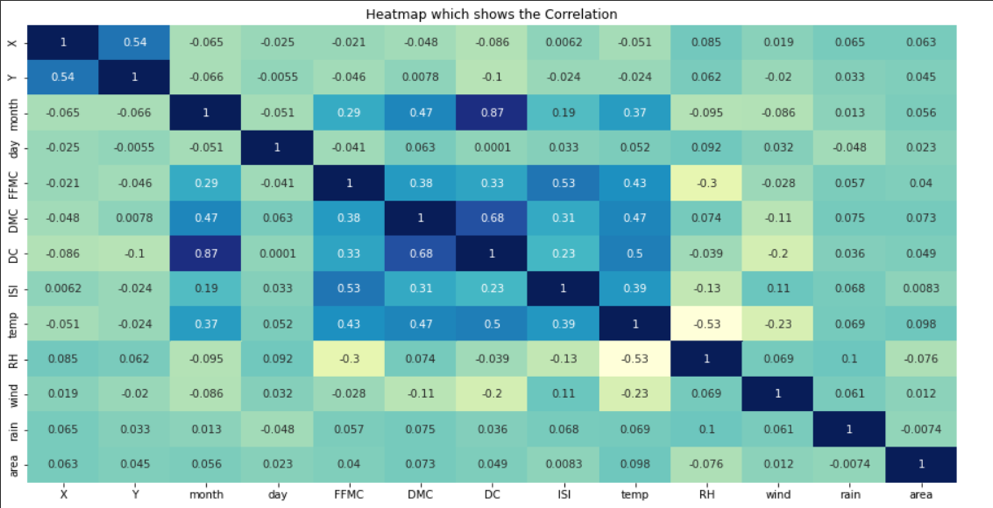 Heatmap which shows the Correlation
X 1 0.54 -0.065 -0.025 -0.021 -0.048 -0.086 0.0062 -0.051 0.085 0.019 0.065 0.063
Y 0.54 1 -0.066 -0.0055 -0.046 0.0078 -0.1 -0.024 -0.024 0.062 -0.02 0.033 0.045
month -0.065 -0.066 1 -0.051 0.29 0.47 0.87 0.19 0.37 -0.095 -0.086 0.013 0.056
day -0.025 -0.0055 -0.051 1 -0.041 0.063 0.0001 0.033 0.052 0.092 0.032 -0.048 0.023
FFMC -0.021 -0.046 0.29 -0.041 1 0.38 0.33 0.53 0.43 -0.3 -0.028 0.057 0.04
DMC -0.048 0.0078 0.47 0.063 0.38 1 0.68 0.31 0.47 0.074 -0.11 0.075 0.073
DC -0.086 -0.1 0.87 0.0001 0.33 0.68 1 0.23 0.5 -0.039 -0.2 0.036 0.049
ISI 0.0062 -0.024 0.19 0.033 0.53 0.31 0.23 1 0.39 -0.13 0.11 0.068 0.0083
temp -0.051 -0.024 0.37 0.052 0.43 0.47 0.5 0.39 1 -0.53 -0.23 0.069 0.098
RH 0.085 0.062 -0.095 0.092 -0.3 0.074 -0.039 -0.13 -0.53 1 0.069 0.1 -0.076
wind 0.019 -0.02 -0.086 0.032 -0.028 -0.11 -0.2 0.11 -0.23 0.069 1 0.061 0.012
rain 0.065 0.033 0.013 -0.048 0.057 0.075 0.036 0.068 0.069 0.1 0.061 1 -0.0074
area 0.063 0.045 0.056 0.023 0.04 0.073 0.049 0.0083 0.098 -0.076 0.012 -0.0074 1
X Y month day FFMC DMC DC ISI temp RH wind rain area